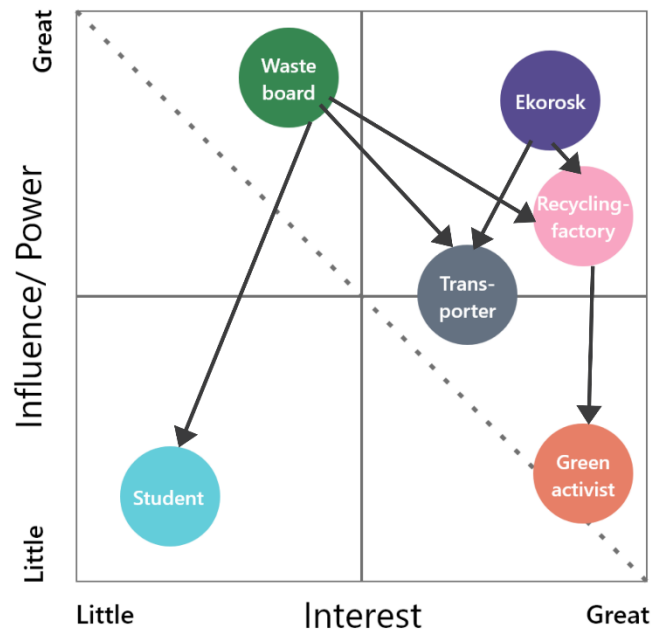 Great
Waste
board
Ekorosk
Recycling-
factory
Trans-
porter
Influence/ Power
Green
activist
Student
Little
Little
Interest
Great